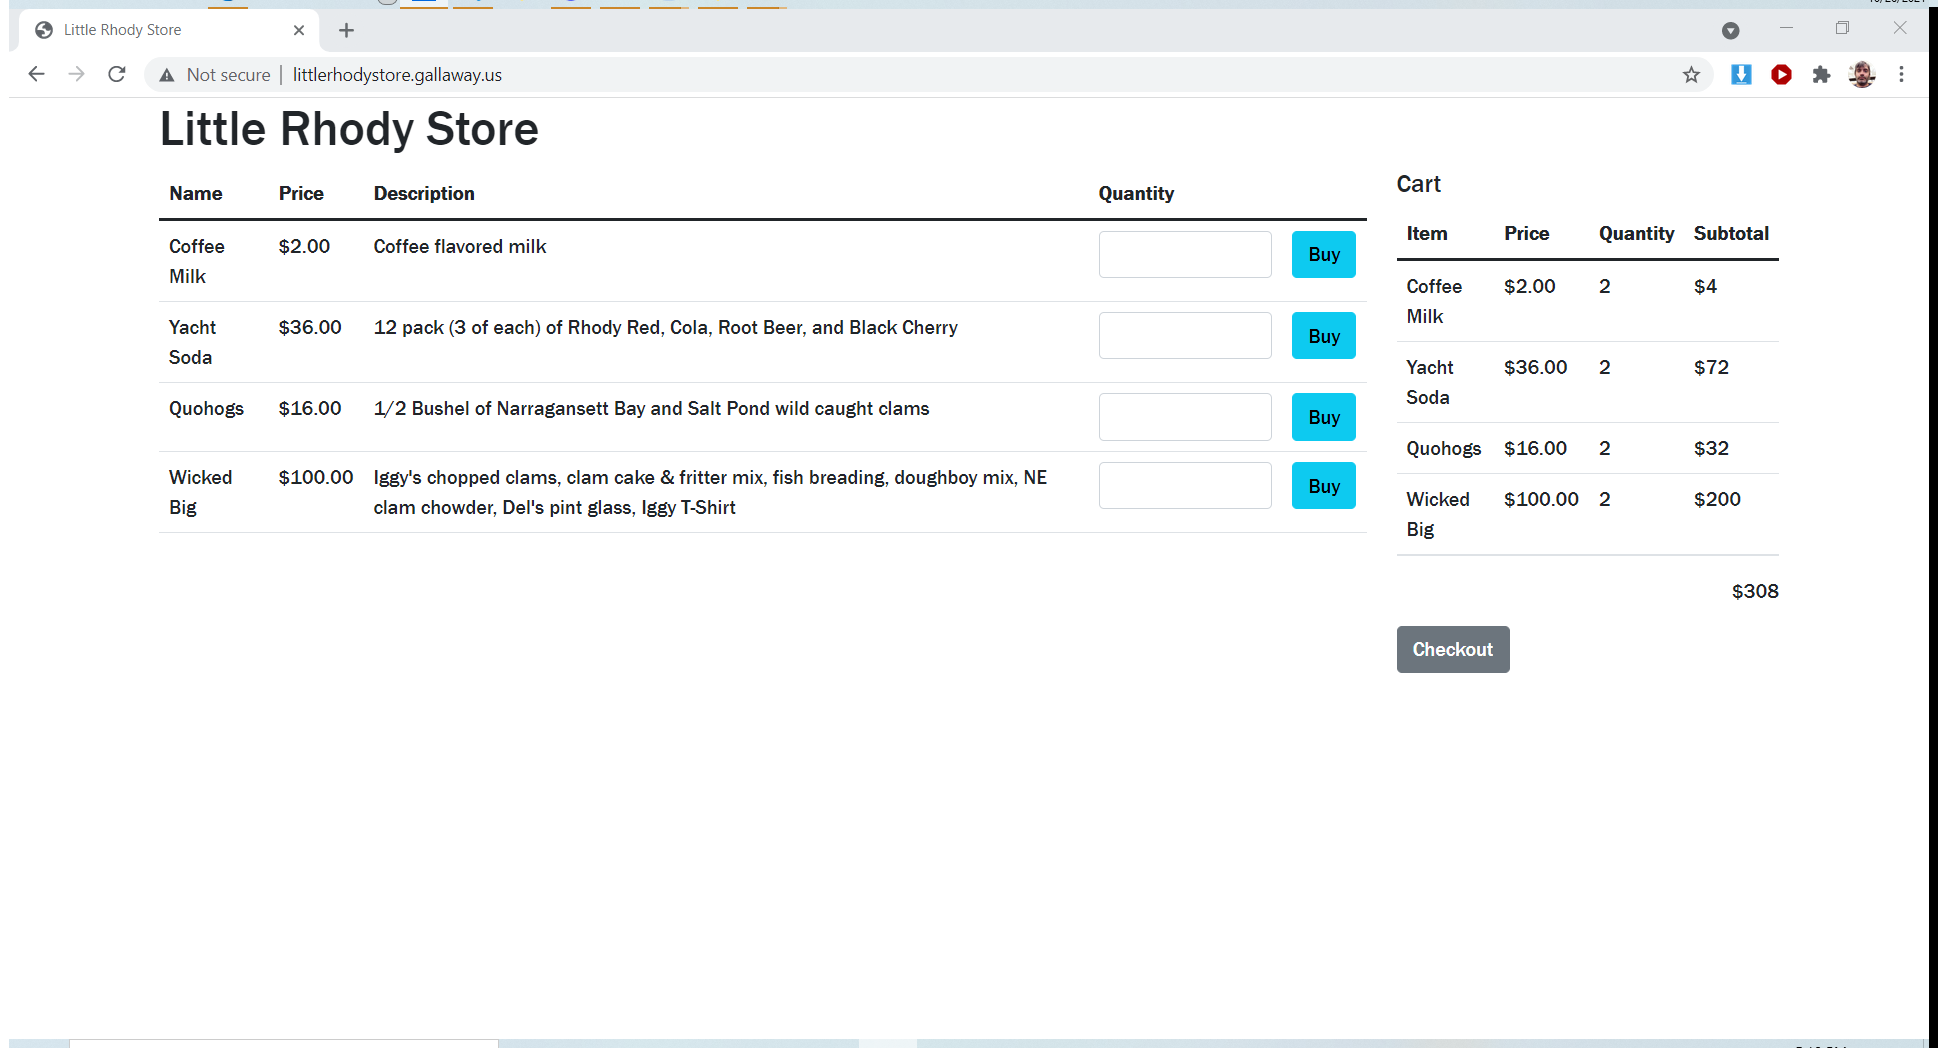 Little Rhody Store
Not secure | littlerhodystore.gallaway.us
Little Rhody Store
Name Price Description Quantity
Coffee Milk $2.00 Coffee flavored milk Buy
Yacht Soda $36.00 12 pack (3 of each) of Rhody Red, Cola, Root Beer, and Black Cherry Buy
Quohogs $16.00 1/2 Bushel of Narragansett Bay and Salt Pond wild caught clams Buy
Wicked $100.00 Iggy's chopped clams, clam cake & fritter mix, fish breading, doughboy mix, NE Buy
Big clam chowder, Del's pint glass, Iggy T-Shirt
Cart
Item Price Quantity Subtotal
Coffee Milk $2.00 2 $4
Yacht Soda $36.00 2 $72
Quohogs $16.00 2 $32
Wicked Big $100.00 2 $200
$308
Checkout